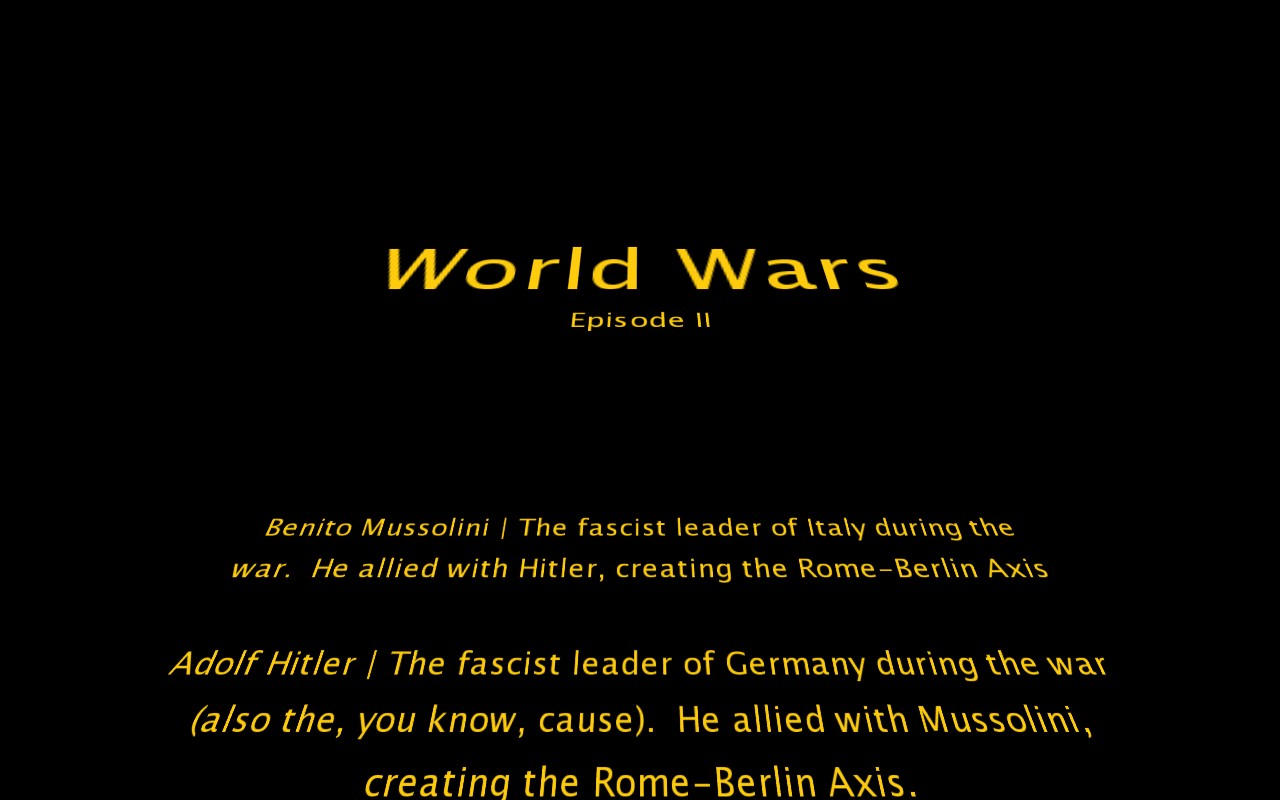 World Wars
Episode II
Benito Mussolini | The fascist leader of Italy during the
war.  He allied with Hitler, creating the Rome-Berlin Axis
Adolf Hitler | The fascist leader of Germany during the war
(also the, you know, cause).  He allied with Mussolini,
creating the Rome-Berlin Axis.